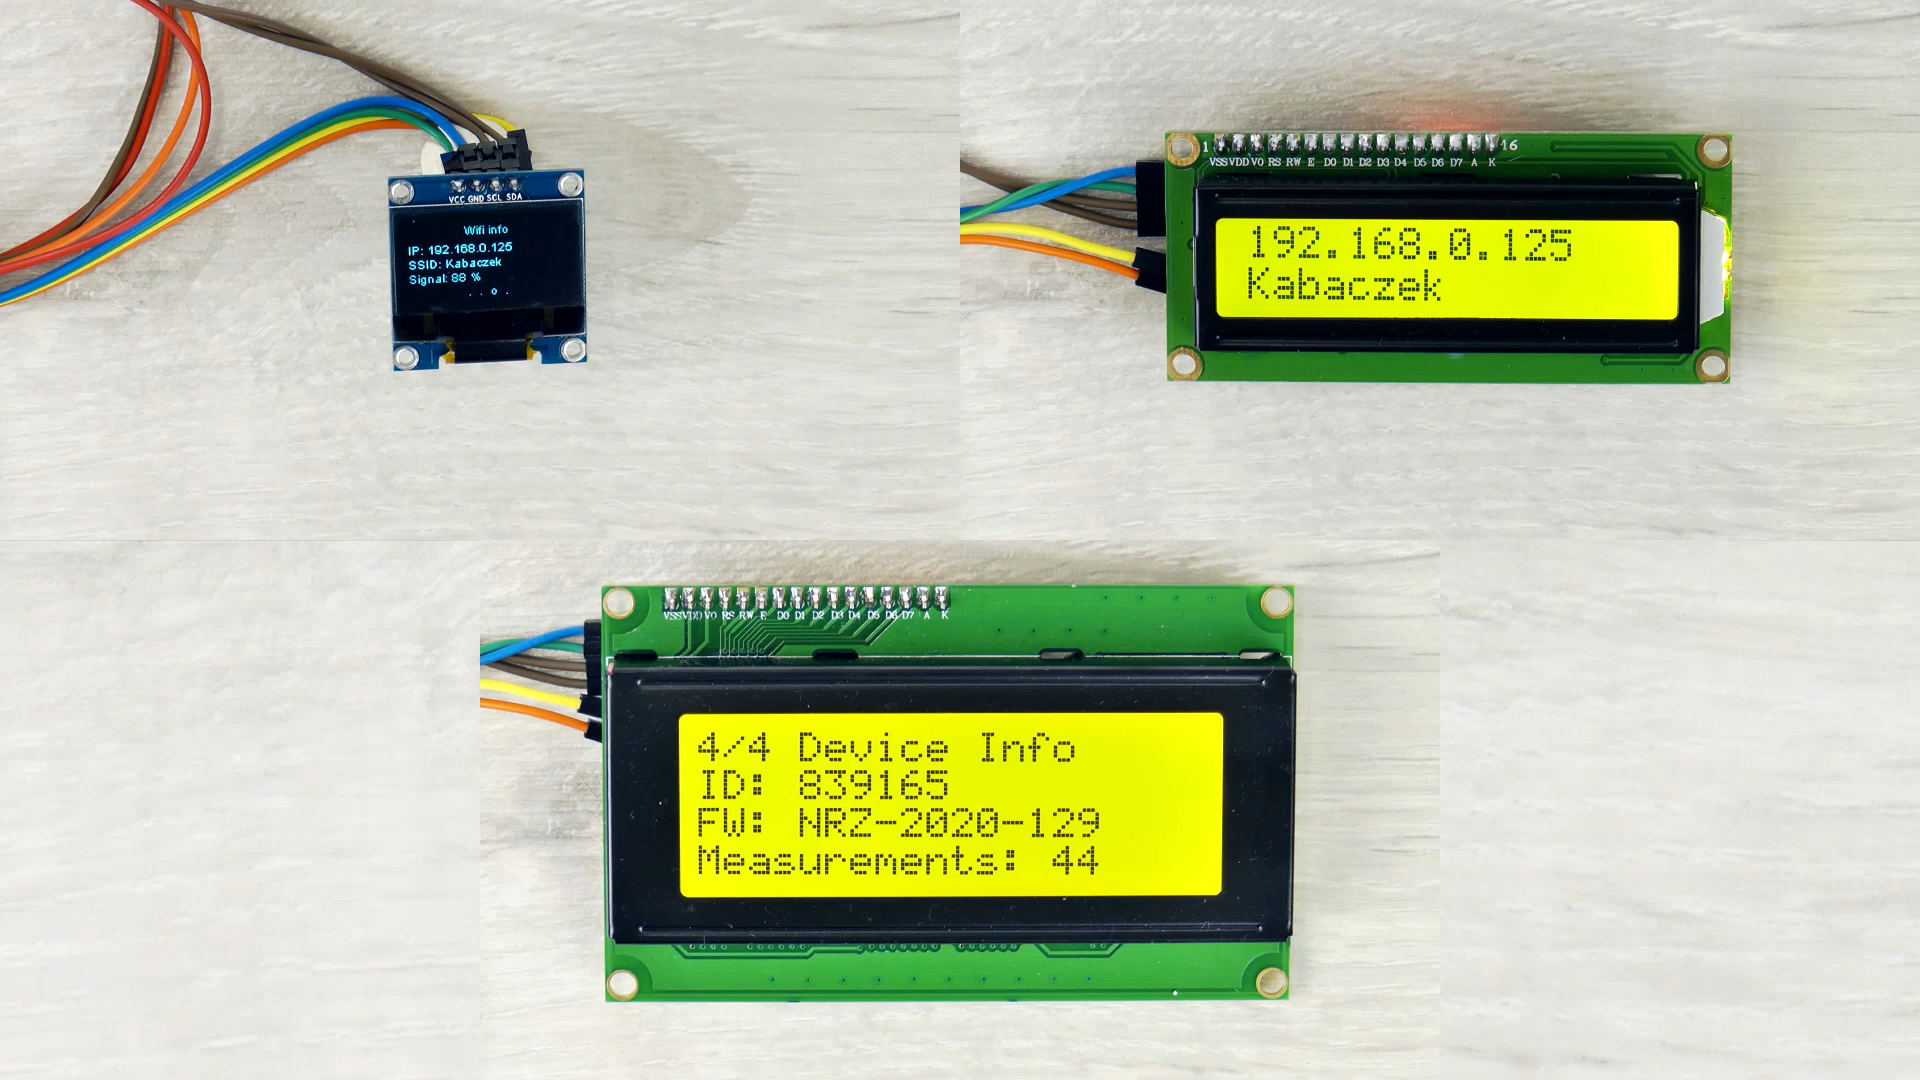 VCC GND SCL SDA
Wifi info
IP: 192.168.0.125
SSID: Kabaczek
Signal: 88 %
1 16
VSS VDD VO RS RW E D0 D1 D2 D3 D4 D5 D6 D7 A K
192.168.0.125
Kabaczek
VSS VDD VO RS RW E D0 D1 D2 D3 D4 D5 D6 D7 A K
4/4 Device Info
ID: 839165
FW: NRZ-2020-129
Measurements: 44